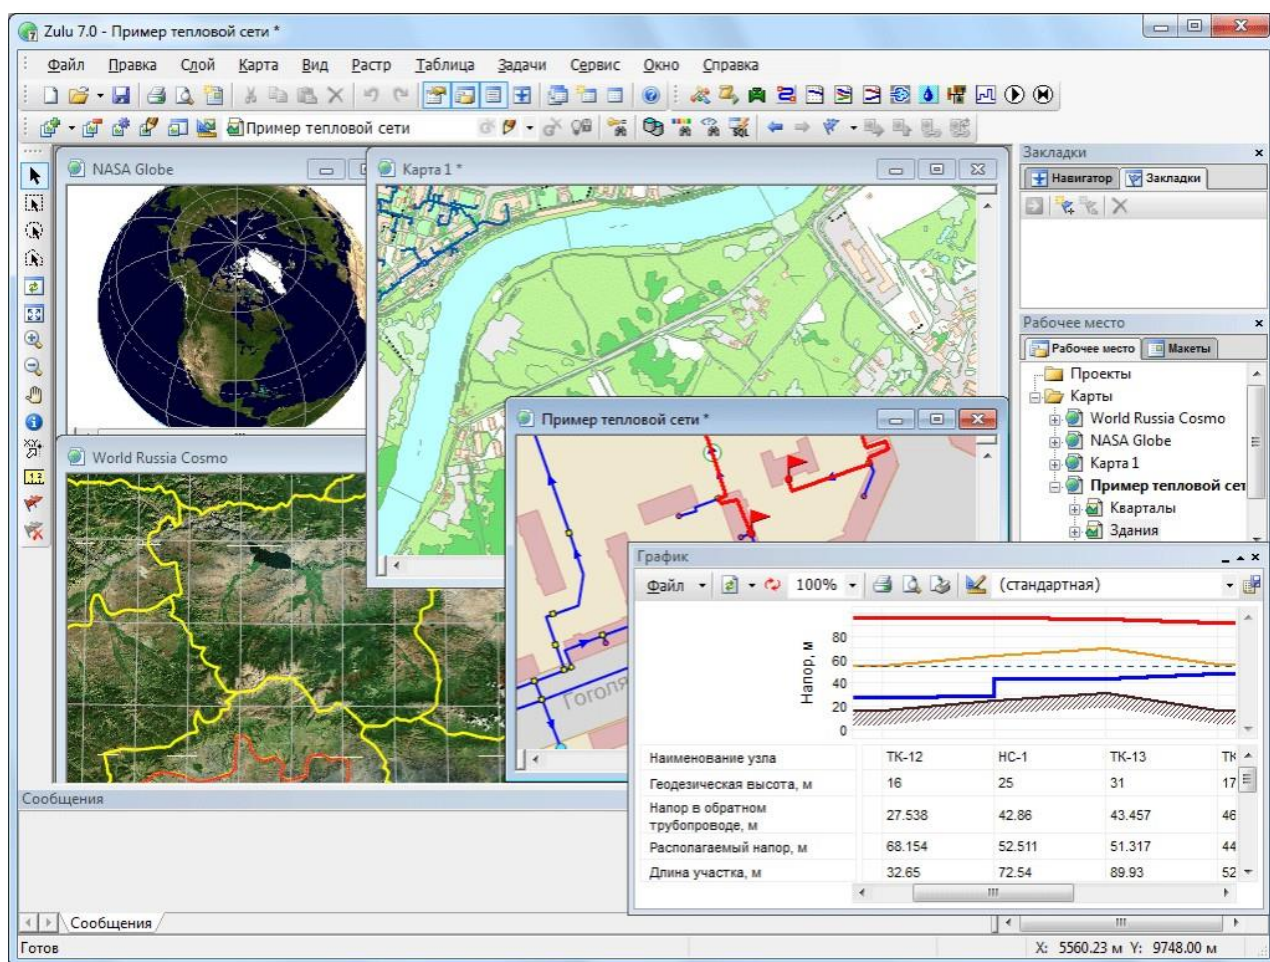 Zulu 7.0 - Пример тепловой сети *
Файл Правка Слой Карта Вид Растр Таблица Задачи Сервис Окно Справка
Пример тепловой сети
NASA Globe
Карта 1 *
World Russia Cosmo
Пример тепловой сети *
Гоголя
Закладки
Навигатор Закладки
Рабочее место
Рабочее место Макеты
Проекты
Карты
World Russia Cosmo
NASA Globe
Карта 1
Пример тепловой сет
Кварталы
Здания
График
Файл 100% (стандартная)
Напор, м
80
60
40
20
0
Наименование узла ТК-12 НС-1 ТК-13 ТК
Геодезическая высота, м 16 25 31 17
Напор в обратном
трубопроводе, м 27.538 42.86 43.457 46
Располагаемый напор, м 68.154 52.511 51.317 44
Длина участка, м 32.65 72.54 89.93 52
Сообщения
Сообщения
Готов X: 5560.23 м Y: 9748.00 м